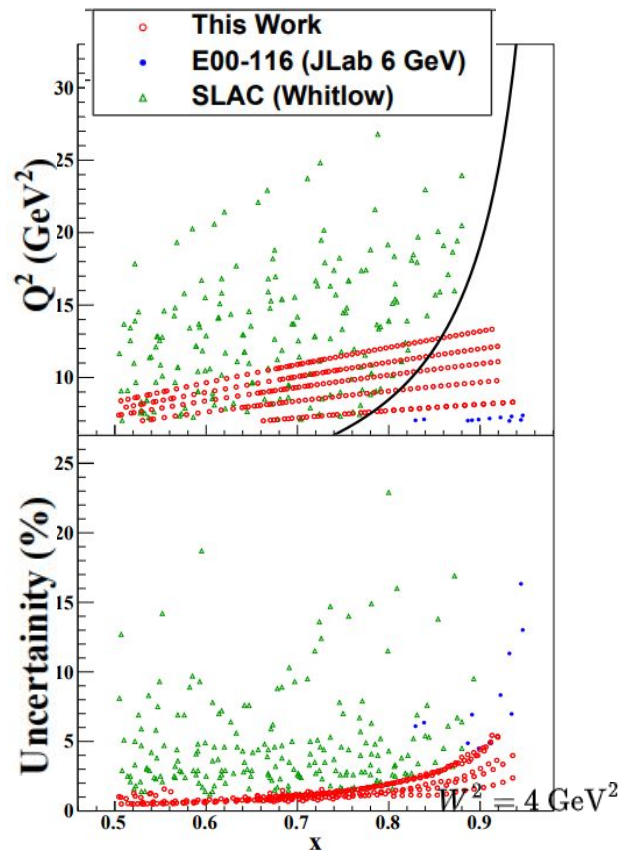 This Work
E00-116 (JLab 6 GeV)
SLAC (Whitlow)
Q² (GeV²)
30
25
20
15
10
Uncertainity (%)
25
20
15
10
5
0
W² = 4 GeV²
0.5 0.6 0.7 0.8 0.9
x